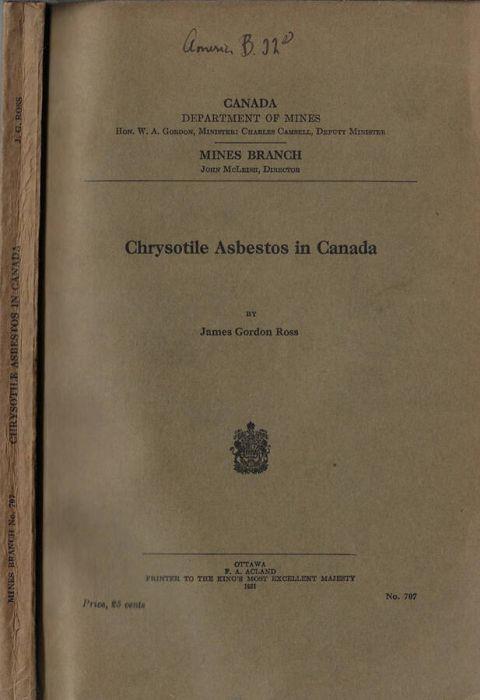 America B. 32
CANADA
DEPARTMENT OF MINES
HON. W. A. GORDON, MINISTER; CHARLES CAMSELL, DEPUTY MINISTER
MINES BRANCH
JOHN MCLEISH, DIRECTOR
Chrysotile Asbestos in Canada
BY
James Gordon Ross
OTTAWA
F. A. ACLAND
PRINTER TO THE KING'S MOST EXCELLENT MAJESTY
1931
Price, 25 cents
No. 707
MINES BRANCH No. 707 CHRYSOTILE ASBESTOS IN CANADA J. G. ROSS